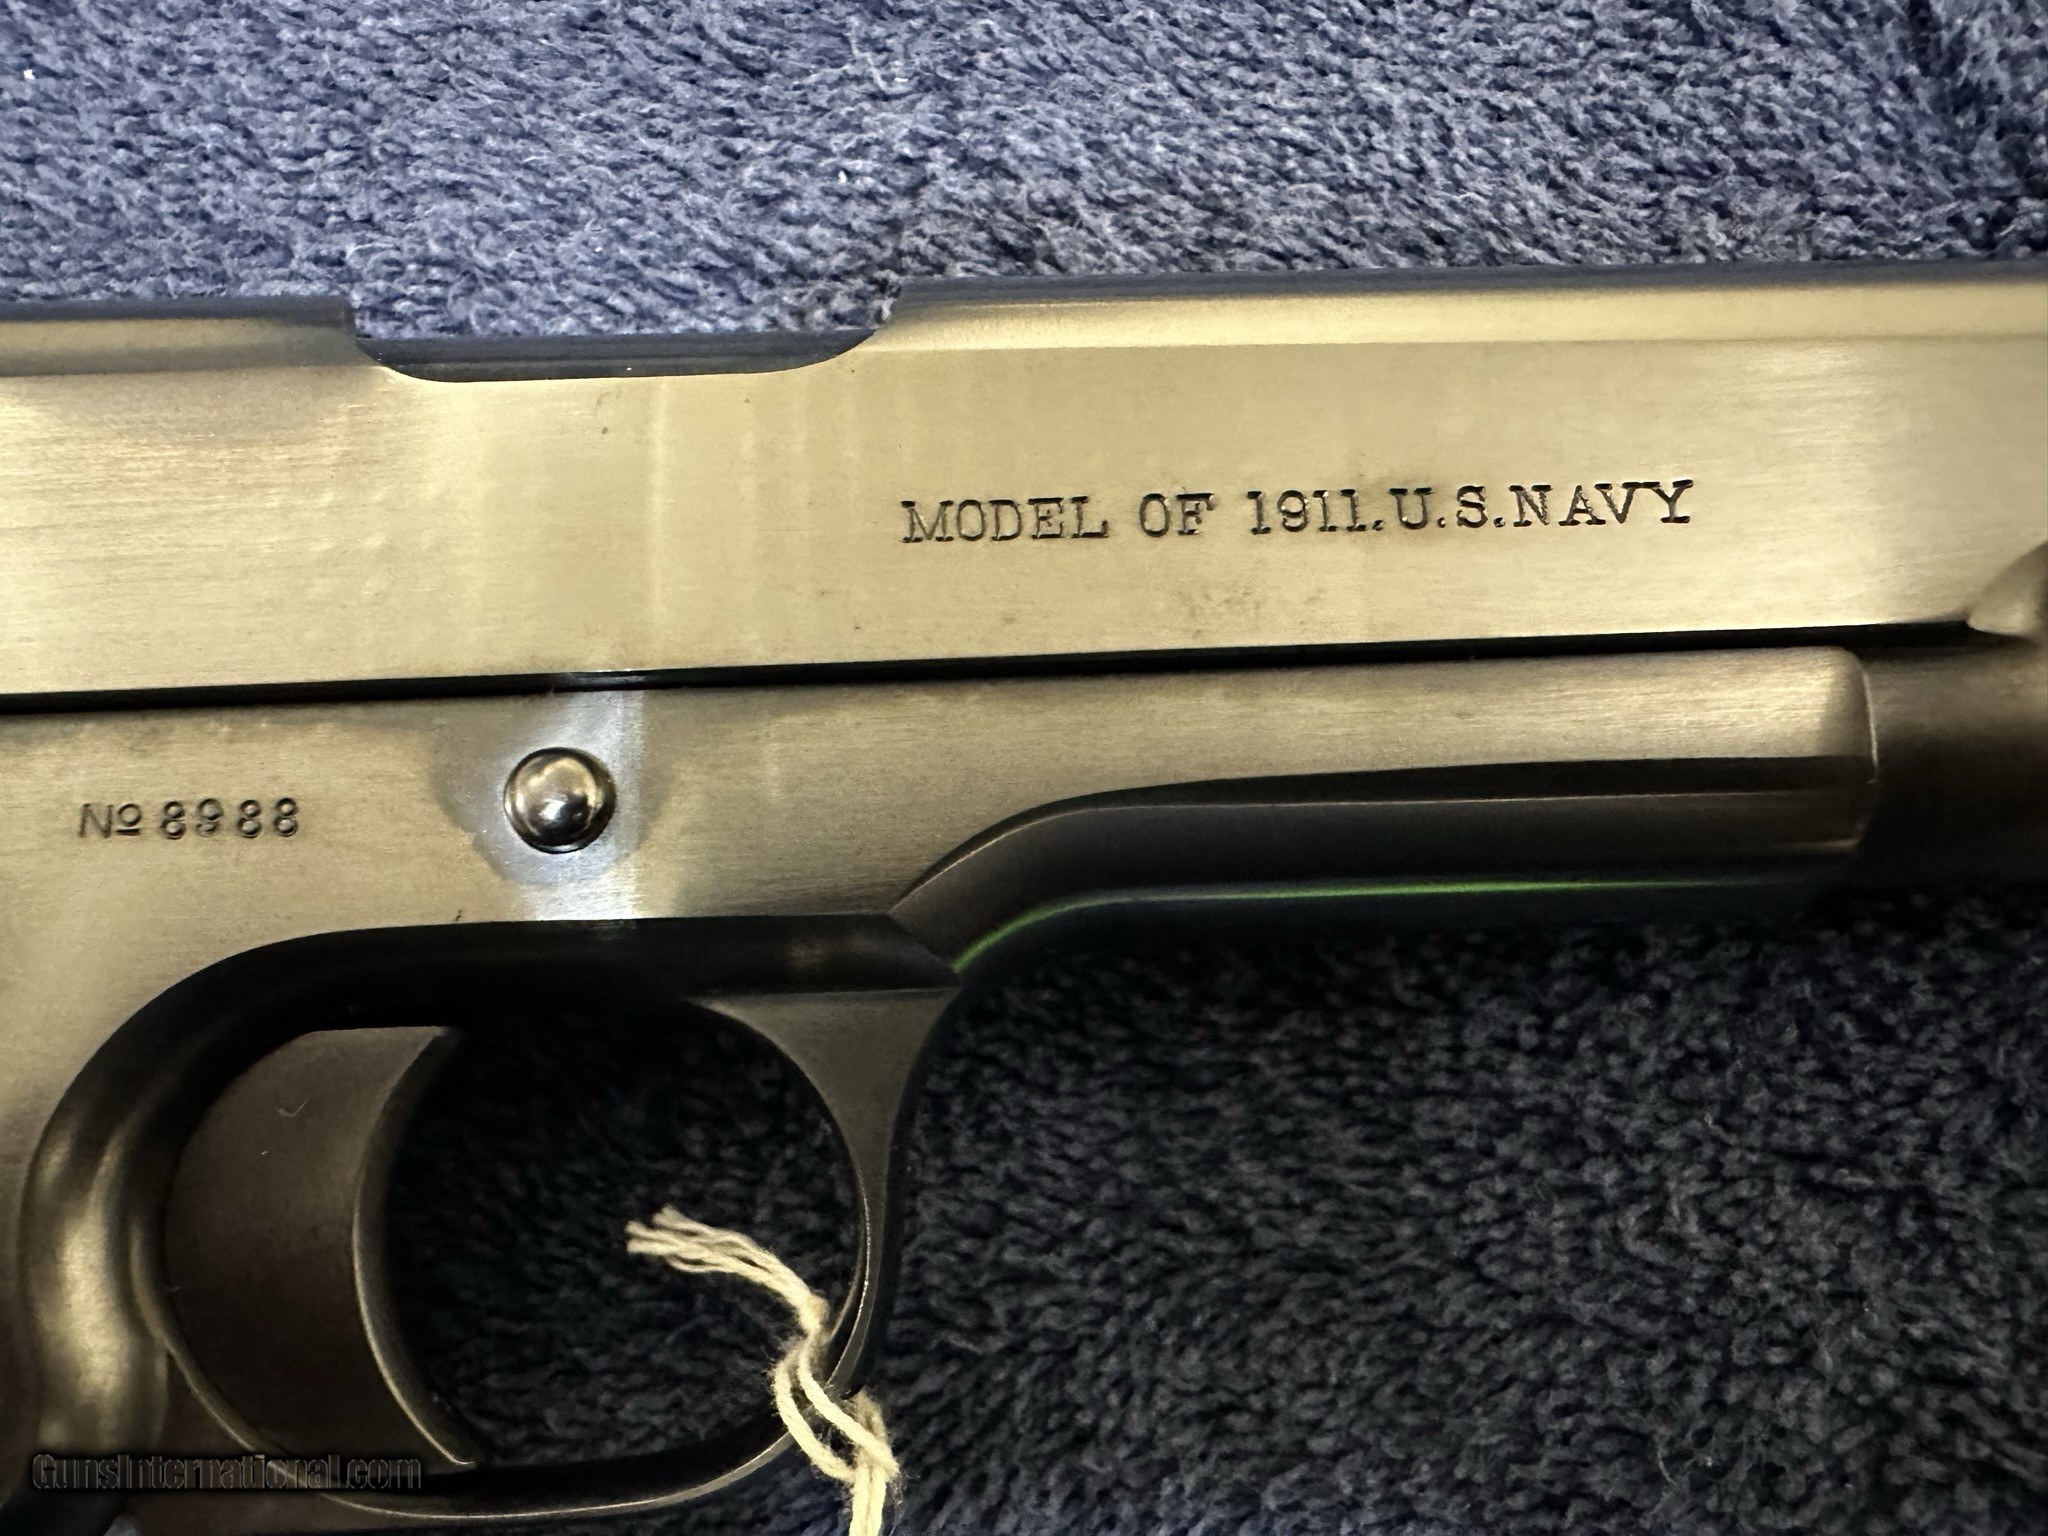 MODEL OF 1911.U.S.NAVY
Nº 8988
GunsInternational.com